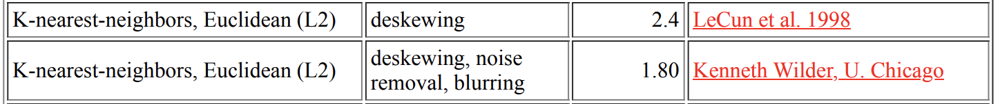 K-nearest-neighbors, Euclidean (L2) deskewing 2.4 LeCun et al. 1998
K-nearest-neighbors, Euclidean (L2) deskewing, noise removal, blurring 1.80 Kenneth Wilder, U. Chicago